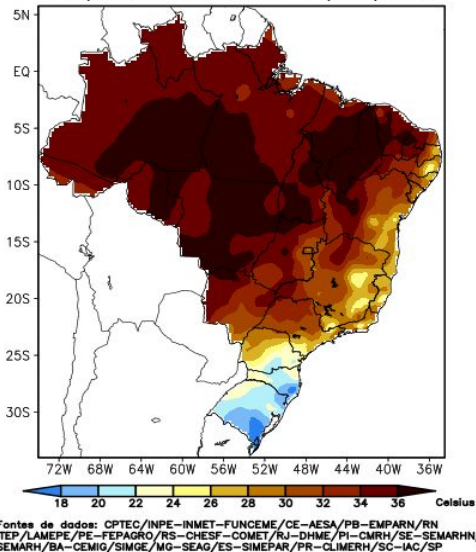 5N
EQ
5S
10S
15S
20S
25S
30S
72W 68W 64W 60W 56W 52W 48W 44W 40W 36W
18 20 22 24 26 28 30 32 34 36 Celsius
Fontes de dados: CPTEC/INPE-INMET-FUNCEME/CE-AESA/PB-EMPARN/RN
ITEP/LAMEPE/PE-FEPAGRO/RS-CHESF-COMET/RJ-DHME/PI-CMRH/SE-SEMARHN
SEMARH/BA-CEMIG/SIMGE/MG-SEAG/ES-SIMEPAR/PR-CLIMERH/SC-IAC/SP